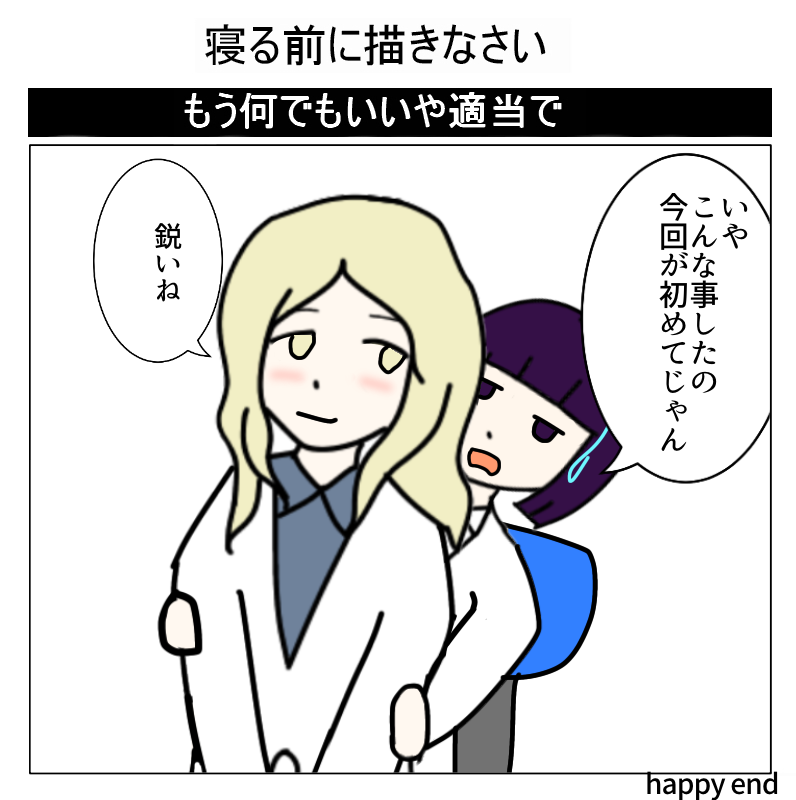 寝る前に描きなさい
もう何でもいいや適当で
いや
こんな事したの
今回が初めてじゃん
鋭いね
happy end